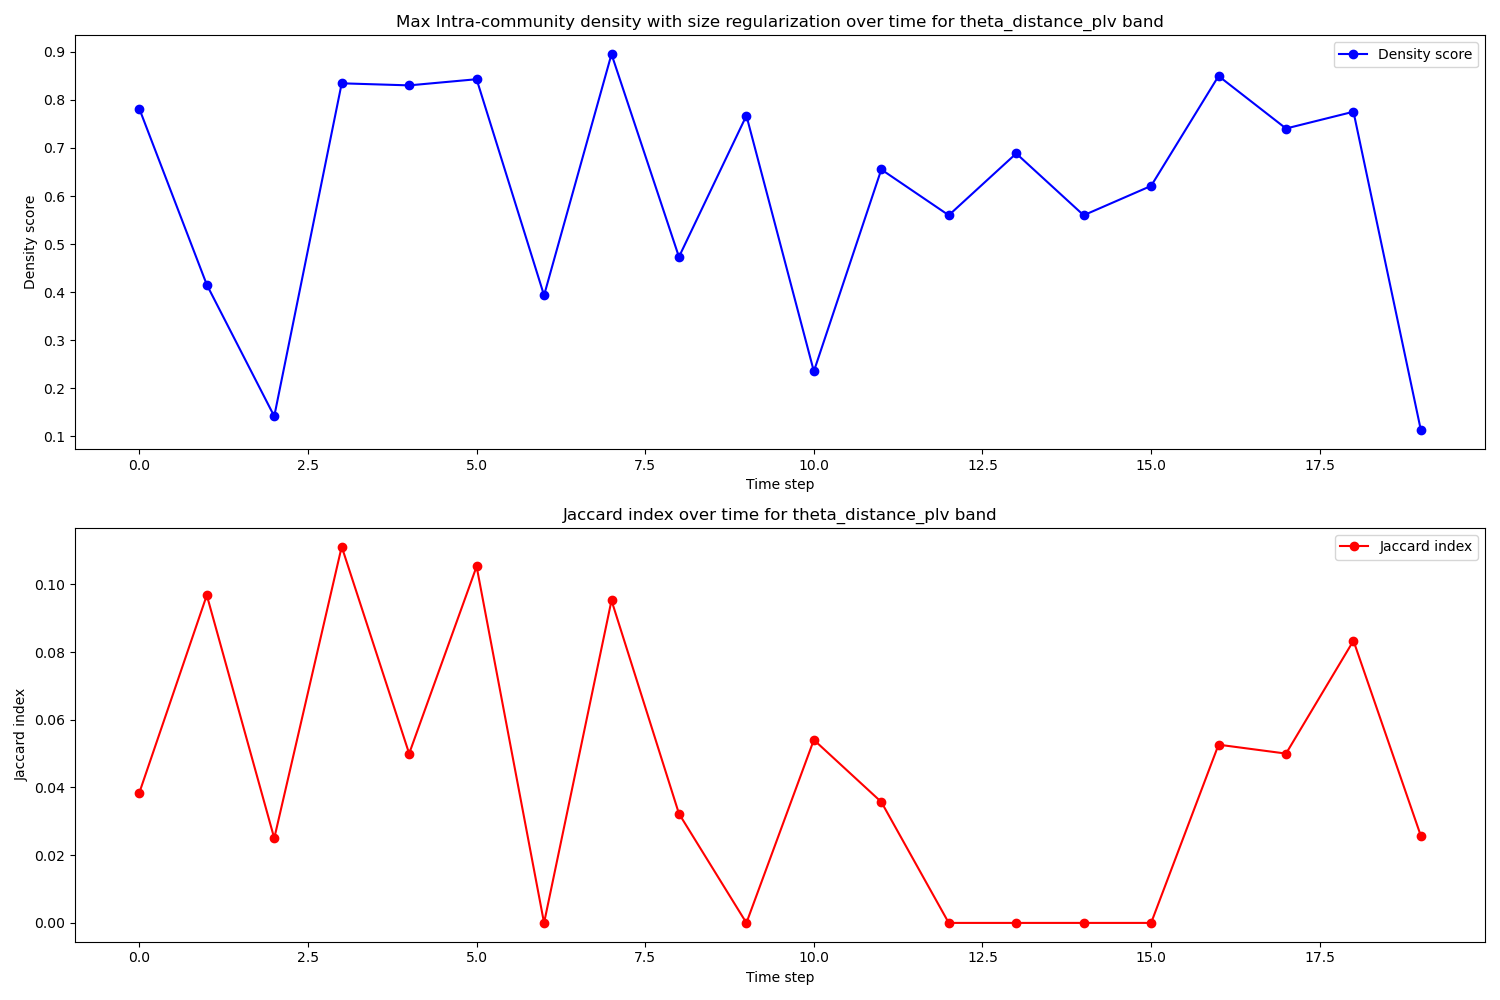 Max Intra-community density with size regularization over time for theta_distance_plv band
Density score
0.9
0.8
0.7
0.6
0.5
0.4
0.3
0.2
0.1
Density score
0.0 2.5 5.0 7.5 10.0 12.5 15.0 17.5
Time step
Jaccard index over time for theta_distance_plv band
Jaccard index
0.10
0.08
0.06
0.04
0.02
0.00
Jaccard index
0.0 2.5 5.0 7.5 10.0 12.5 15.0 17.5
Time step